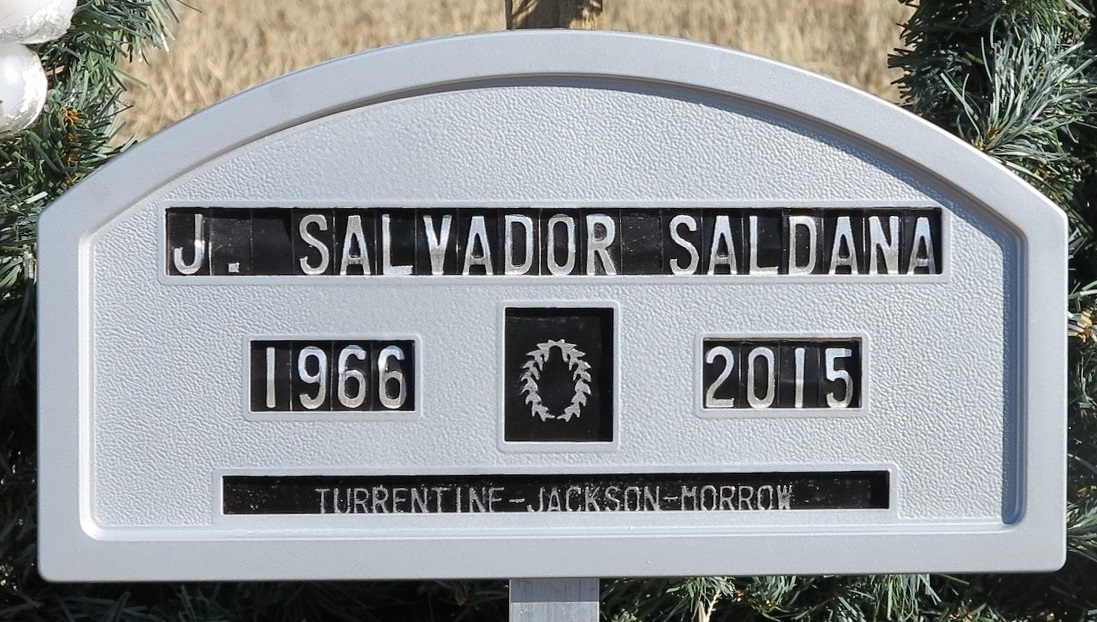 J. SALVADOR SALDANA
1966 2015
TURRENTINE-JACKSON-MORROW